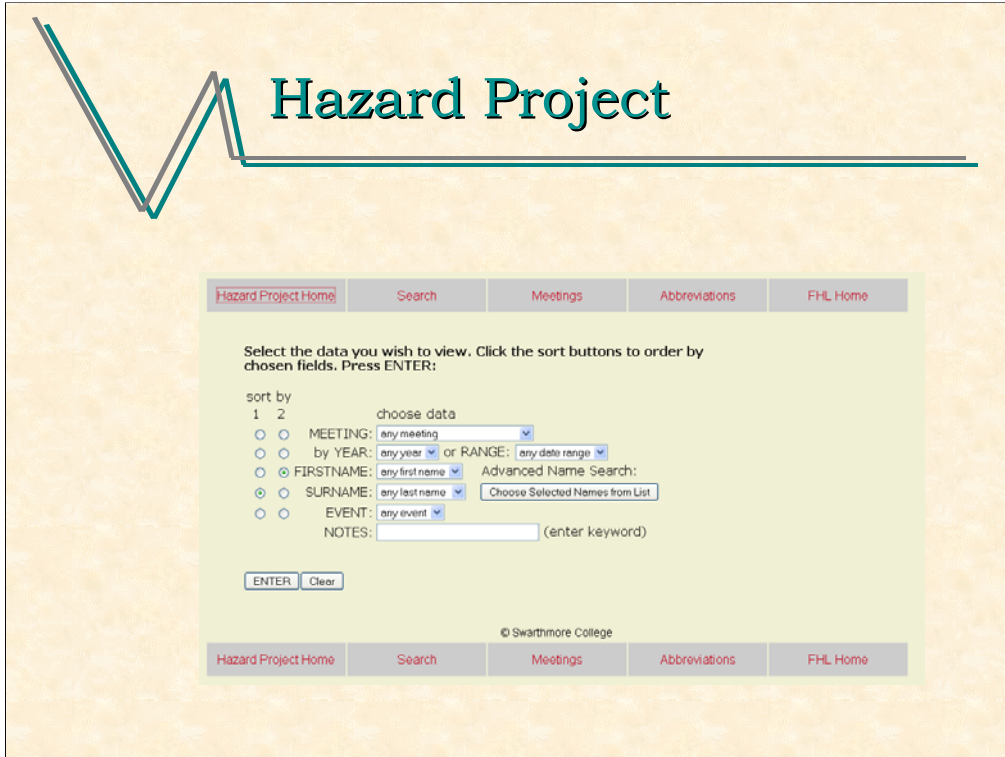 Hazard Project
Hazard Project Home Search Meetings Abbreviations FHL Home
Select the data you wish to view. Click the sort buttons to order by
chosen fields. Press ENTER:
sort by
1 2 choose data
MEETING: any meeting
by YEAR: any year or RANGE: any date range
FIRSTNAME: any first name Advanced Name Search:
SURNAME: any last name Choose Selected Names from List
EVENT: any event
NOTES: (enter keyword)
ENTER Clear
© Swarthmore College
Hazard Project Home Search Meetings Abbreviations FHL Home